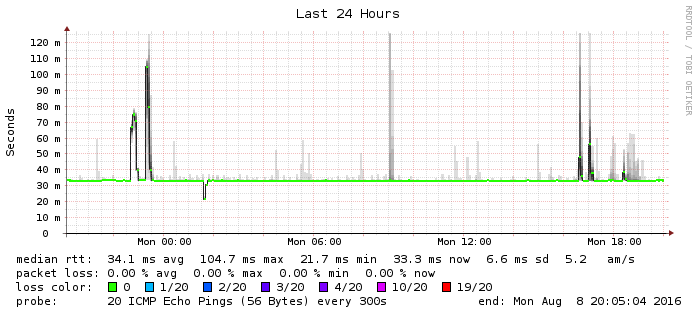 Last 24 Hours
RRDTOOL / TOBI OETIKER
Seconds
120 m
110 m
100 m
90 m
80 m
70 m
60 m
50 m
40 m
30 m
20 m
10 m
0
Mon 00:00 Mon 06:00 Mon 12:00 Mon 18:00
median rtt: 34.1 ms avg 104.7 ms max 21.7 ms min 33.3 ms now 6.6 ms sd 5.2 am/s
packet loss: 0.00 % avg 0.00 % max 0.00 % min 0.00 % now
loss color: 0 1/20 2/20 3/20 4/20 10/20 19/20
probe: 20 ICMP Echo Pings (56 Bytes) every 300s end: Mon Aug 8 20:05:04 2016